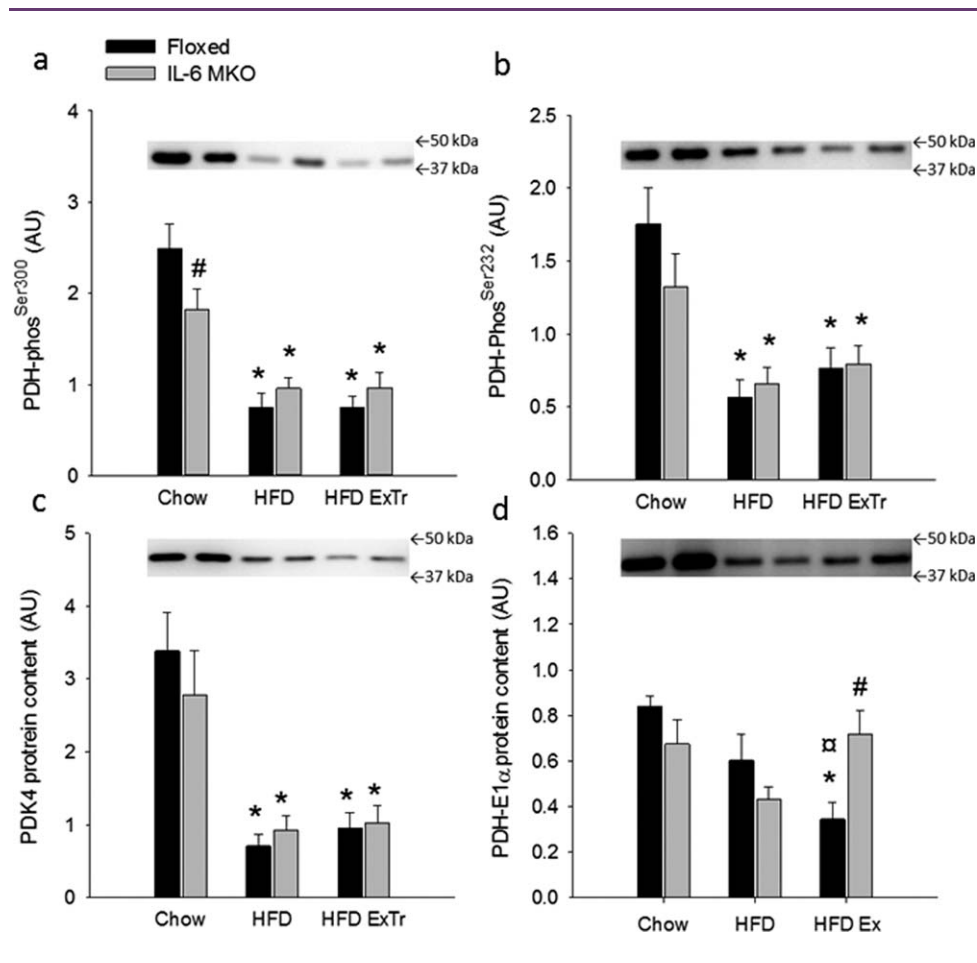 Floxed
IL-6 MKO
a
4
3
2
1
0
PDH-phos^Ser300 (AU)
←50 kDa
←37 kDa
#
* * * *
Chow HFD HFD ExTr
b
2.5
2.0
1.5
1.0
0.5
0.0
PDH-Phos^Ser232 (AU)
←50 kDa
←37 kDa
* * * *
Chow HFD HFD ExTr
c
5
4
3
2
1
0
PDK4 protrein content (AU)
←50 kDa
←37 kDa
* * * *
Chow HFD HFD ExTr
d
1.6
1.4
1.2
1.0
0.8
0.6
0.4
0.2
0.0
PDH-E1α protein content (AU)
←50 kDa
←37 kDa
#
¤
*
Chow HFD HFD Ex